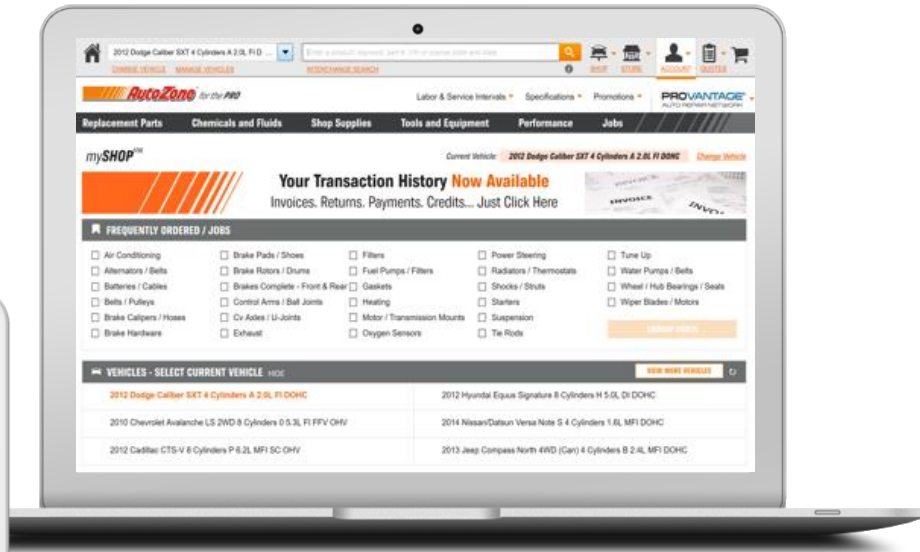 2012 Dodge Caliber SXT 4 Cylinders A 2.0L FI D ...
CHANGE VEHICLE MANAGE VEHICLES INTERCHANGE SEARCH SHOP STORE ACCOUNT QUOTES
AutoZone for the PRO Labor & Service Intervals Specifications Promotions PROVANTAGE
AUTO REPAIR NETWORK
Replacement Parts Chemicals and Fluids Shop Supplies Tools and Equipment Performance Jobs
mySHOP Current Vehicle: 2012 Dodge Caliber SXT 4 Cylinders A 2.0L FI DOHC Change Vehicle
Your Transaction History Now Available
Invoices. Returns. Payments. Credits... Just Click Here
INVOICE
FREQUENTLY ORDERED / JOBS
Air Conditioning Brake Pads / Shoes Filters Power Steering Tune Up
Alternators / Belts Brake Rotors / Drums Fuel Pumps / Filters Radiators / Thermostats Water Pumps / Belts
Batteries / Cables Brakes Complete - Front & Rear Gaskets Shocks / Struts Wheel / Hub Bearings / Seals
Belts / Pulleys Control Arms / Ball Joints Heating Starters Wiper Blades / Motors
Brake Calipers / Hoses Cv Axles / U-Joints Motor / Transmission Mounts Suspension
Brake Hardware Exhaust Oxygen Sensors Tie Rods
VEHICLES - SELECT CURRENT VEHICLE HIDE VIEW MORE VEHICLES
2012 Dodge Caliber SXT 4 Cylinders A 2.0L FI DOHC 2012 Hyundai Equus Signature 8 Cylinders H 5.0L DI DOHC
2010 Chevrolet Avalanche LS 2WD 8 Cylinders 0 5.3L FI FFV OHV 2014 Nissan/Datsun Versa Note S 4 Cylinders 1.6L MFI DOHC
2012 Cadillac CTS-V 8 Cylinders P 6.2L MFI SC OHV 2013 Jeep Compass North 4WD (Can) 4 Cylinders B 2.4L MFI DOHC